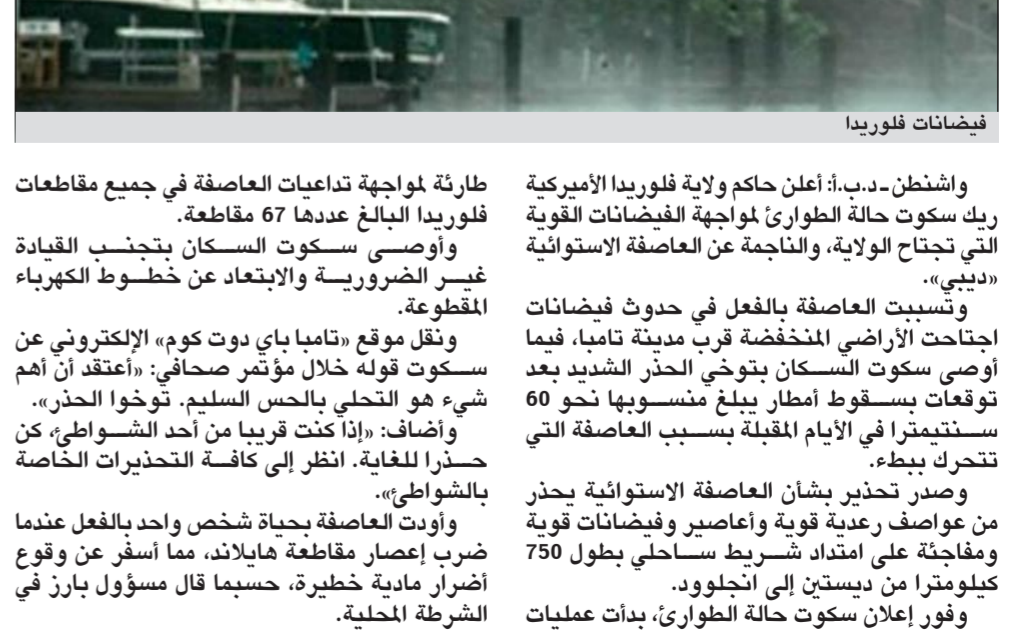 فيضانات فلوريدا
واشنطن ـ د.ب.أ: أعلن حاكم ولاية فلوريدا الأميركية
ريك سكوت حالة الطوارئ لمواجهة الفيضانات القوية
التي تجتاح الولاية، والناجمة عن العاصفة الاستوائية
«ديبي».
وتسببت العاصفة بالفعل في حدوث فيضانات
اجتاحت الأراضي المنخفضة قرب مدينة تامبا، فيما
أوصى سكوت السكان بتوخي الحذر الشديد بعد
توقعات بسقوط أمطار يبلغ منسوبها نحو 60
سنتيمترا في الأيام المقبلة بسبب العاصفة التي
تتحرك ببطء.
وصدر تحذير بشأن العاصفة الاستوائية يحذر
من عواصف رعدية قوية وأعاصير وفيضانات قوية
ومفاجئة على امتداد شريط ساحلي بطول 750
كيلومترا من ديستين إلى انجلوود.
وفور إعلان سكوت حالة الطوارئ، بدأت عمليات
طارئة لمواجهة تداعيات العاصفة في جميع مقاطعات
فلوريدا البالغ عددها 67 مقاطعة.
وأوصى سكوت السكان بتجنب القيادة
غير الضرورية والابتعاد عن خطوط الكهرباء
المقطوعة.
ونقل موقع «تامبا باي دوت كوم» الإلكتروني عن
سكوت قوله خلال مؤتمر صحافي: «أعتقد أن أهم
شيء هو التحلي بالحس السليم. توخوا الحذر».
وأضاف: «إذا كنت قريبا من أحد الشواطئ، كن
حذرا للغاية. انظر إلى كافة التحذيرات الخاصة
بالشواطئ».
وأودت العاصفة بحياة شخص واحد بالفعل عندما
ضرب إعصار مقاطعة هايلاند، مما أسفر عن وقوع
أضرار مادية خطيرة، حسبما قال مسؤول بارز في
الشرطة المحلية.